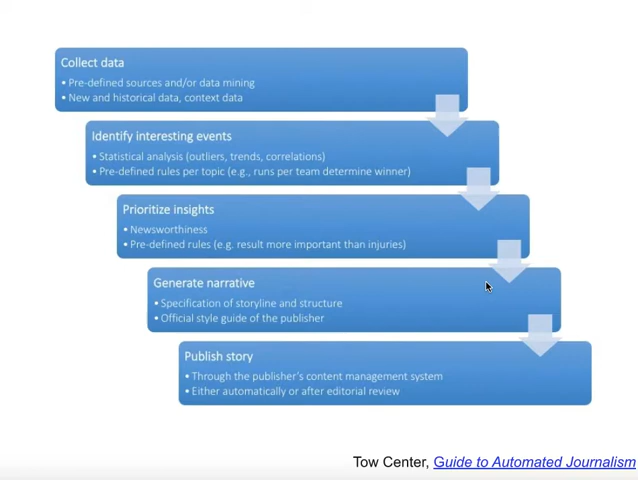 Collect data
• Pre-defined sources and/or data mining
• New and historical data, context data
Identify interesting events
• Statistical analysis (outliers, trends, correlations)
• Pre-defined rules per topic (e.g., runs per team determine winner)
Prioritize insights
• Newsworthiness
• Pre-defined rules (e.g. result more important than injuries)
Generate narrative
• Specification of storyline and structure
• Official style guide of the publisher
Publish story
• Through the publisher's content management system
• Either automatically or after editorial review
Tow Center, Guide to Automated Journalism